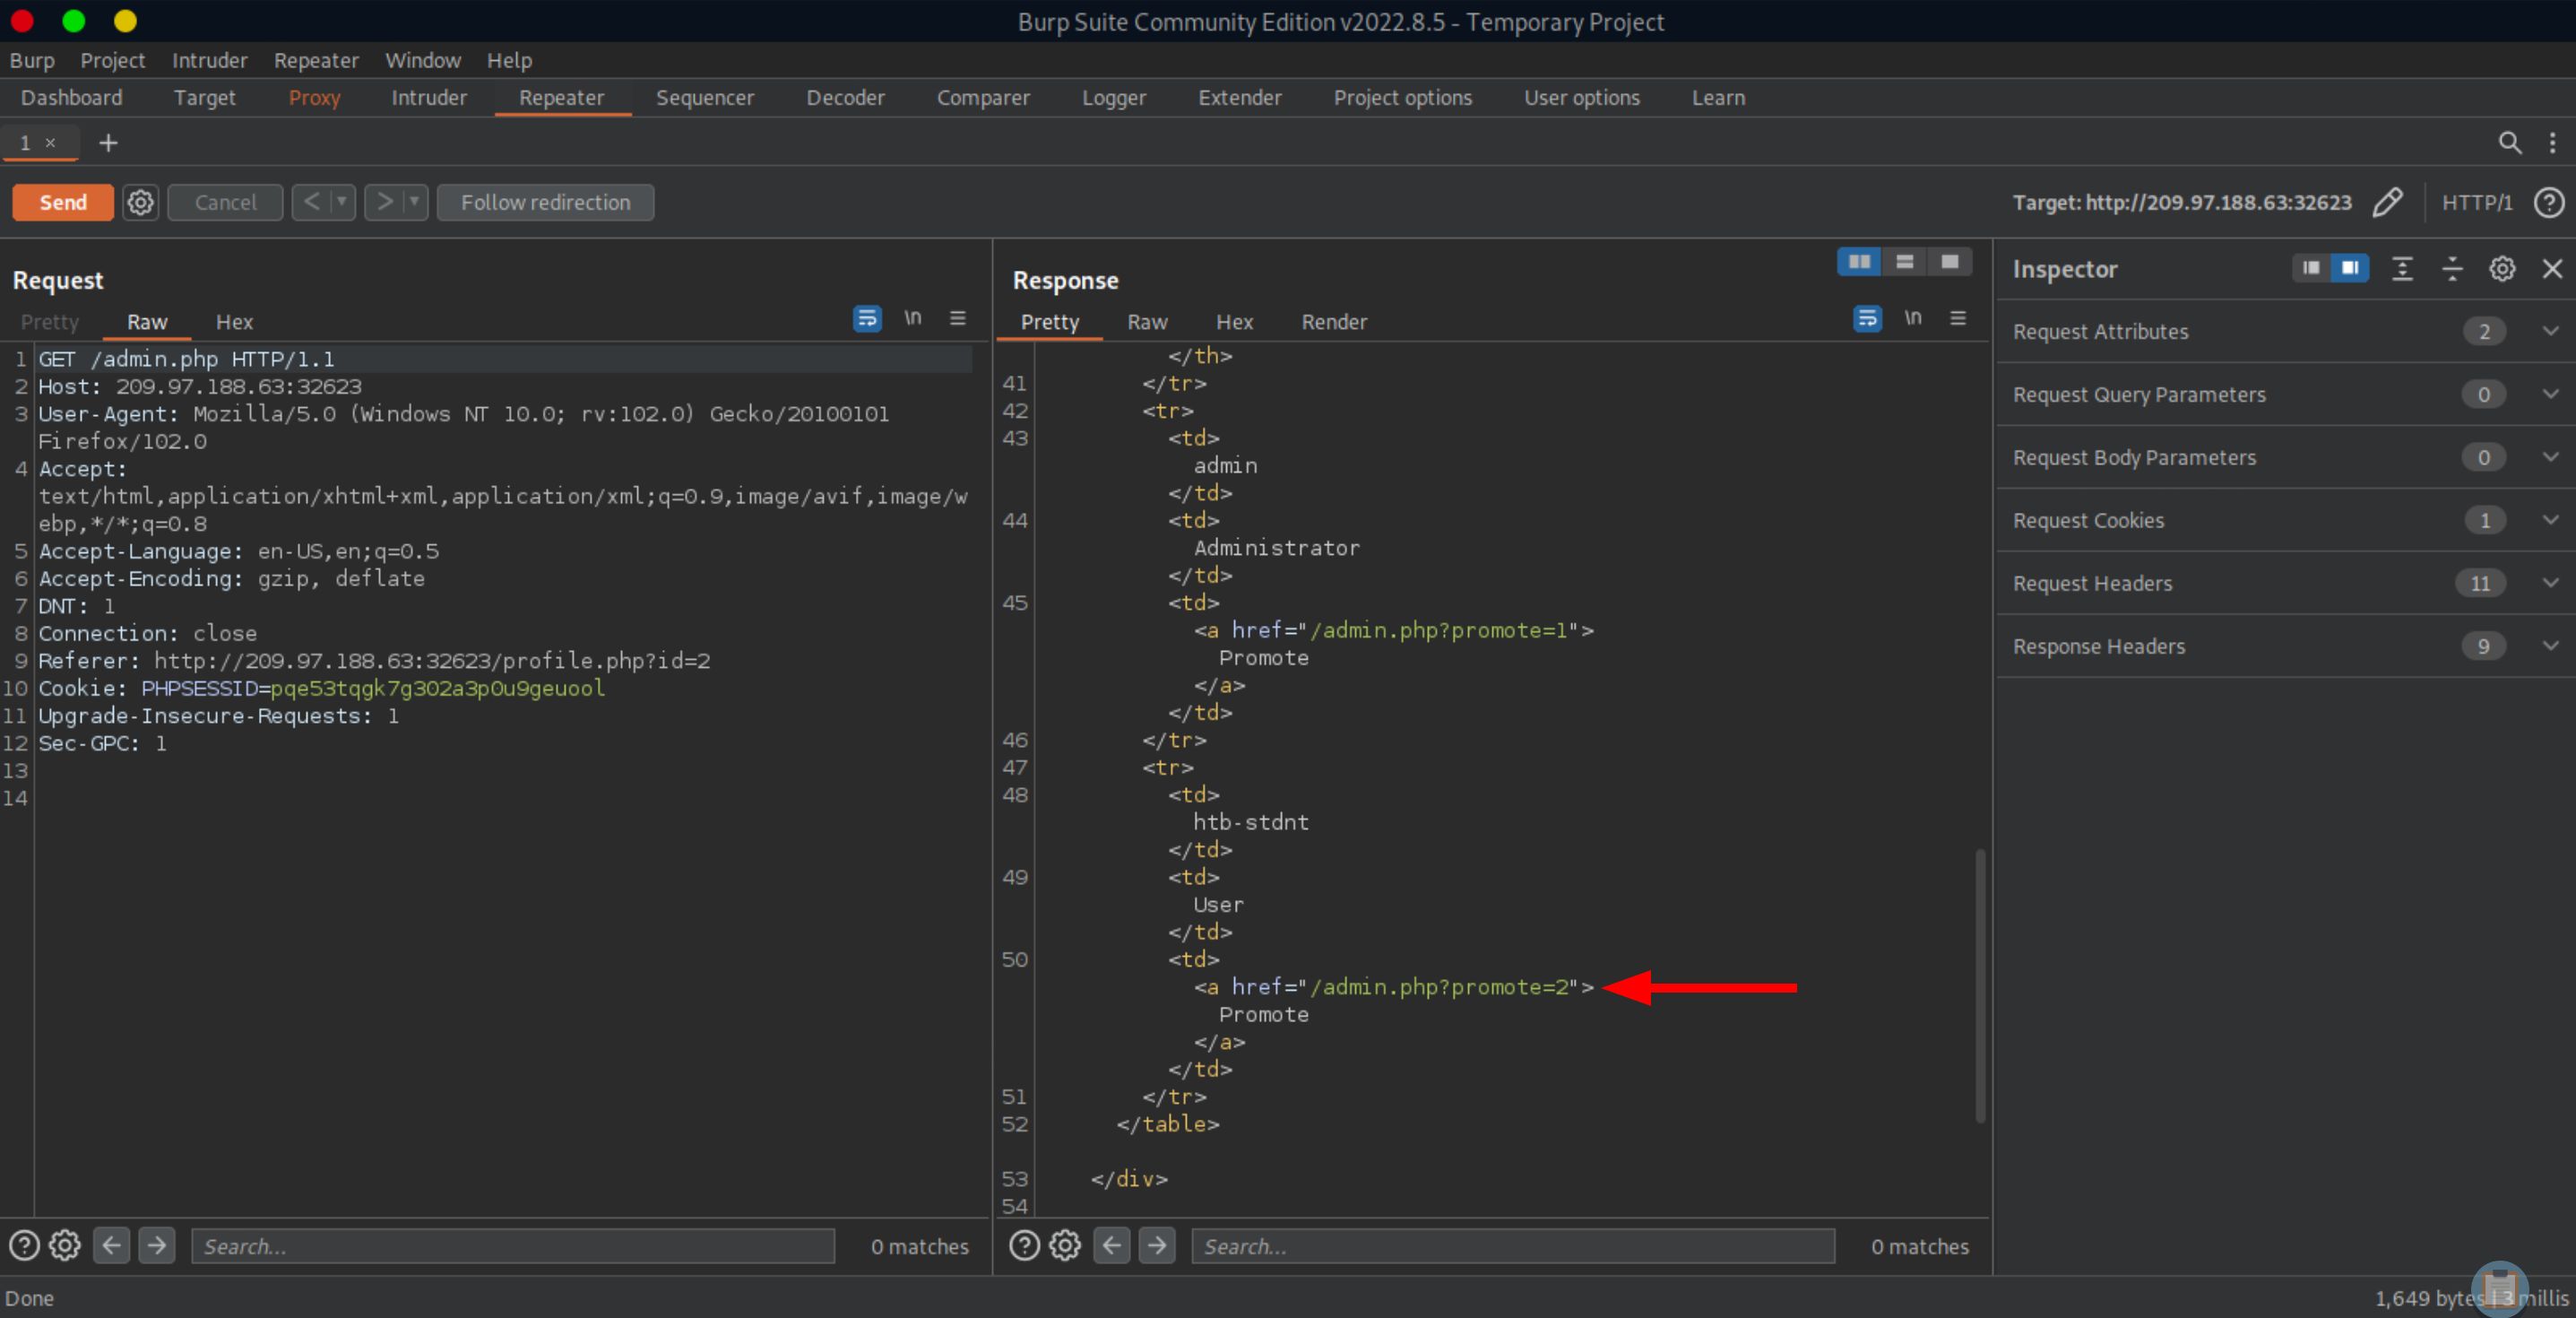 Burp Suite Community Edition v2022.8.5 - Temporary Project
Burp Project Intruder Repeater Window Help
Dashboard Target Proxy Intruder Repeater Sequencer Decoder Comparer Logger Extender Project options User options Learn
1 × +
Send Cancel < > Follow redirection Target: http://209.97.188.63:32623 HTTP/1
Request
Pretty Raw Hex \n
1 GET /admin.php HTTP/1.1
2 Host: 209.97.188.63:32623
3 User-Agent: Mozilla/5.0 (Windows NT 10.0; rv:102.0) Gecko/20100101
Firefox/102.0
4 Accept:
text/html,application/xhtml+xml,application/xml;q=0.9,image/avif,image/w
ebp,*/*;q=0.8
5 Accept-Language: en-US,en;q=0.5
6 Accept-Encoding: gzip, deflate
7 DNT: 1
8 Connection: close
9 Referer: http://209.97.188.63:32623/profile.php?id=2
10 Cookie: PHPSESSID=pqe53tqgk7g302a3p0u9geuool
11 Upgrade-Insecure-Requests: 1
12 Sec-GPC: 1
13
14
Search... 0 matches
Response
Pretty Raw Hex Render \n
</th>
41 </tr>
42 <tr>
43 <td>
admin
</td>
44 <td>
Administrator
</td>
45 <td>
<a href="/admin.php?promote=1">
Promote
</a>
</td>
46 </tr>
47 <tr>
48 <td>
htb-stdnt
</td>
49 <td>
User
</td>
50 <td>
<a href="/admin.php?promote=2">
Promote
</a>
</td>
51 </tr>
52 </table>
53 </div>
54
Search... 0 matches
Inspector
Request Attributes 2
Request Query Parameters 0
Request Body Parameters 0
Request Cookies 1
Request Headers 11
Response Headers 9
Done
1,649 bytes | 3 millis